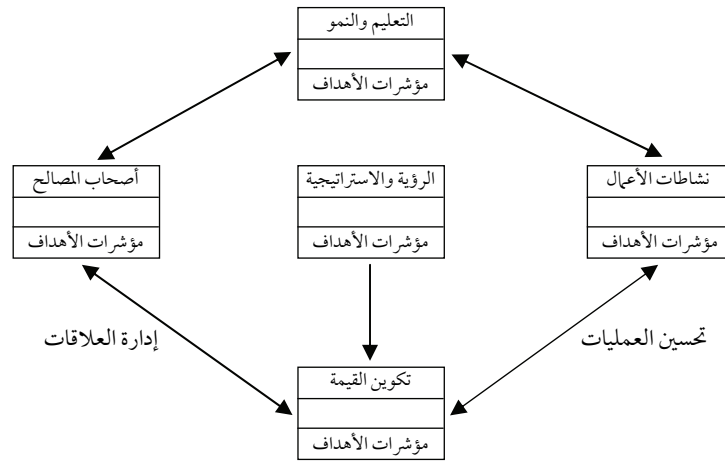 التعليم والنمو
مؤشرات الأهداف
نشاطات الأعمال
مؤشرات الأهداف
الرؤية والاستراتيجية
مؤشرات الأهداف
أصحاب المصالح
مؤشرات الأهداف
تحسين العمليات
إدارة العلاقات
تكوين القيمة
مؤشرات الأهداف